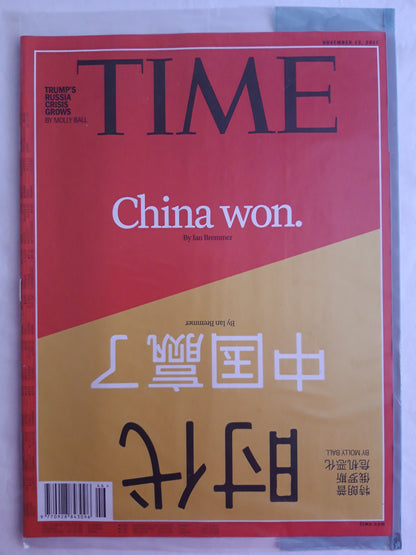 NOVEMBER 13, 2017
TRUMP'S
RUSSIA
CRISIS
GROWS
BY MOLLY BALL
TIME
China won.
By Ian Bremmer
时代
特朗普
俄罗斯
危机恶化
BY MOLLY BALL
中国赢了
By Ian Bremmer